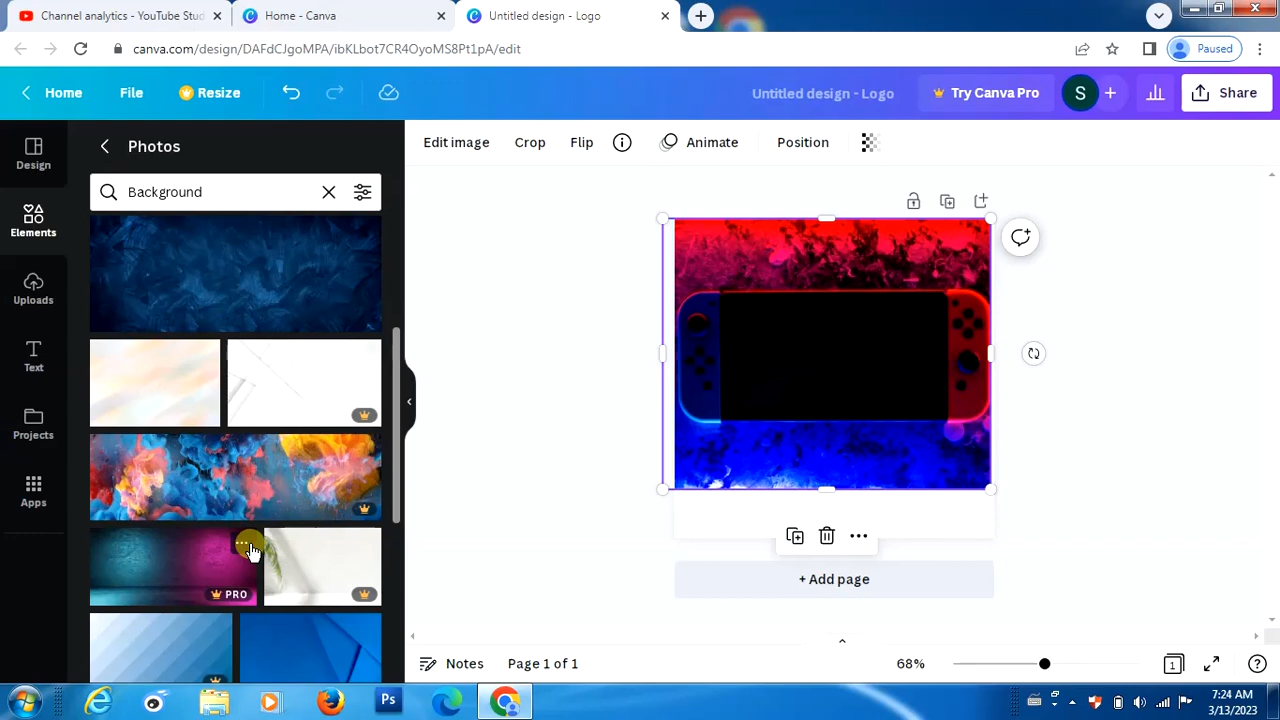 Channel analytics - YouTube Stu
Home - Canva
Untitled design - Logo
canva.com/design/DAFdCJgoMPA/ibKLbot7CR4OyoMS8Pt1pA/edit
Paused
Home
File
Resize
Untitled design - Logo
Try Canva Pro
S
Share
Design
Elements
Uploads
Text
Projects
Apps
Photos
Background
PRO
Edit image
Crop
Flip
Animate
Position
+ Add page
Notes
Page 1 of 1
68%
1
Ps
7:24 AM
3/13/2023